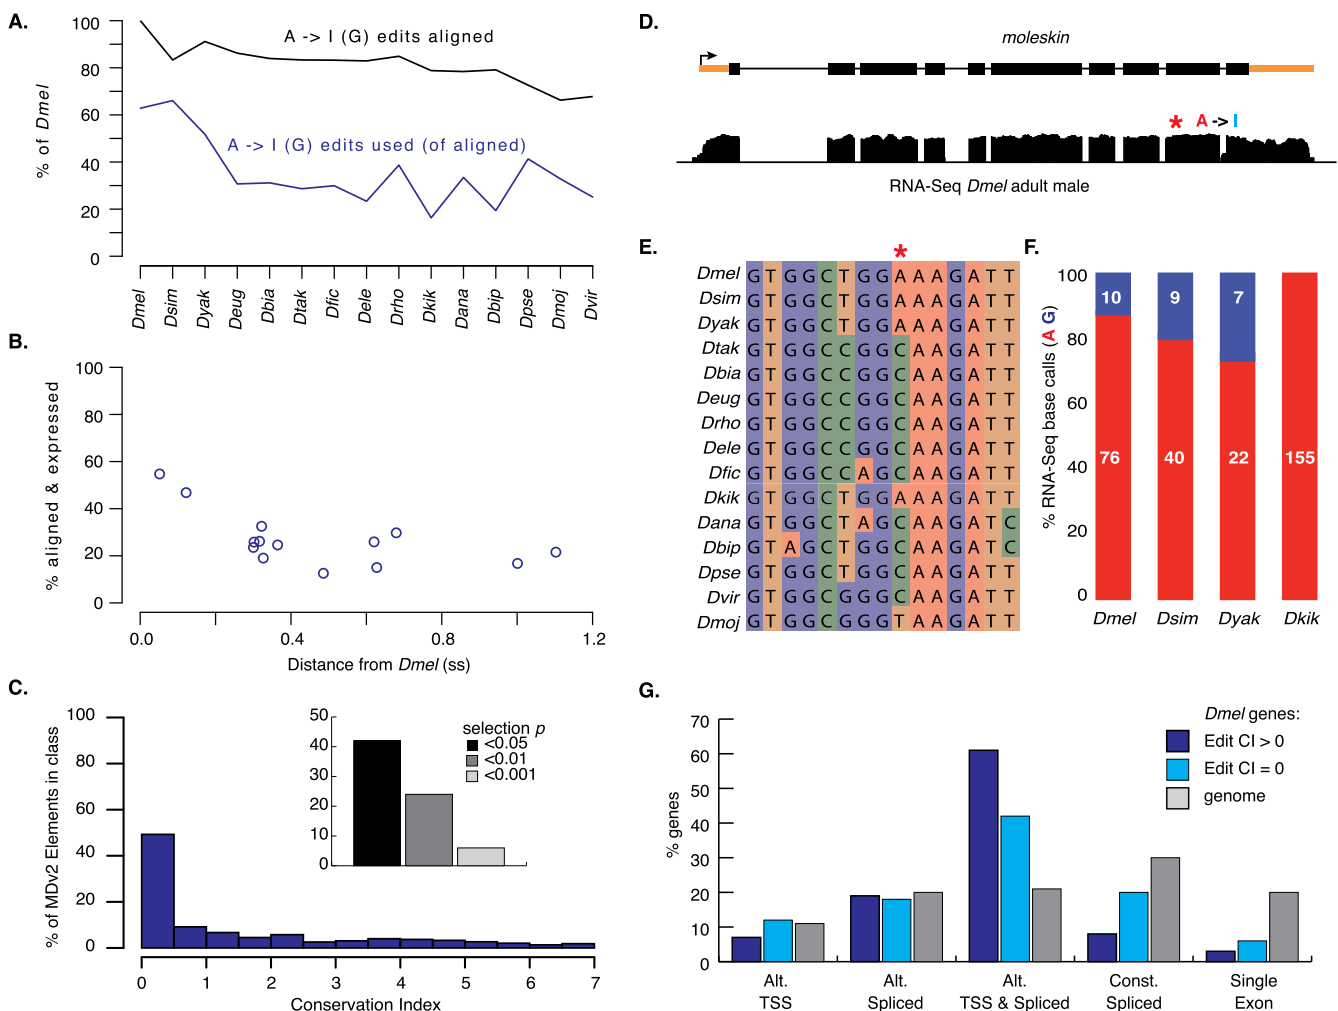 A.
100
80
60
40
20
0
% of Dmel
A -> I (G) edits aligned
A -> I (G) edits used (of aligned)
Dmel
Dsim
Dyak
Deug
Dbia
Dtak
Dfic
Dele
Drho
Dkik
Dana
Dbip
Dpse
Dmoj
Dvir
B.
100
80
60
40
20
0
% aligned & expressed
0.0
0.4
0.8
1.2
Distance from Dmel (ss)
C.
100
80
60
40
20
0
% of MDv2 Elements in class
50
40
30
20
10
0
selection p
<0.05
<0.01
<0.001
0 1 2 3 4 5 6 7
Conservation Index
D.
moleskin
* A -> I
RNA-Seq Dmel adult male
E.
*
Dmel G T G G C T G G A A A G A T T
Dsim G T G G C T G G A A A G A T T
Dyak G T G G C T G G A A A G A T T
Dtak G T G G C C G G C A A G A T T
Dbia G T G G C C G G C A A G A T T
Deug G T G G C C G G C A A G A T T
Drho G T G G C C G G C A A G A T T
Dele G T G G C C G G C A A G A T T
Dfic G T G G C C A G C A A G A T T
Dkik G T G G C T G G A A A G A T T
Dana G T G G C T A G C A A G A T C
Dbip G T A G C T G G C A A G A T C
Dpse G T G G C T G G C A A G A T T
Dvir G T G G C G G G C A A G A T T
Dmoj G T G G C G G G T A A G A T T
F.
100
80
60
40
20
0
% RNA-Seq base calls (A G)
10
9
7
76
40
22
155
Dmel
Dsim
Dyak
Dkik
G.
70
60
50
40
30
20
10
0
% genes
Dmel genes:
Edit CI > 0
Edit CI = 0
genome
Alt.
TSS
Alt.
Spliced
Alt.
TSS & Spliced
Const.
Spliced
Single
Exon